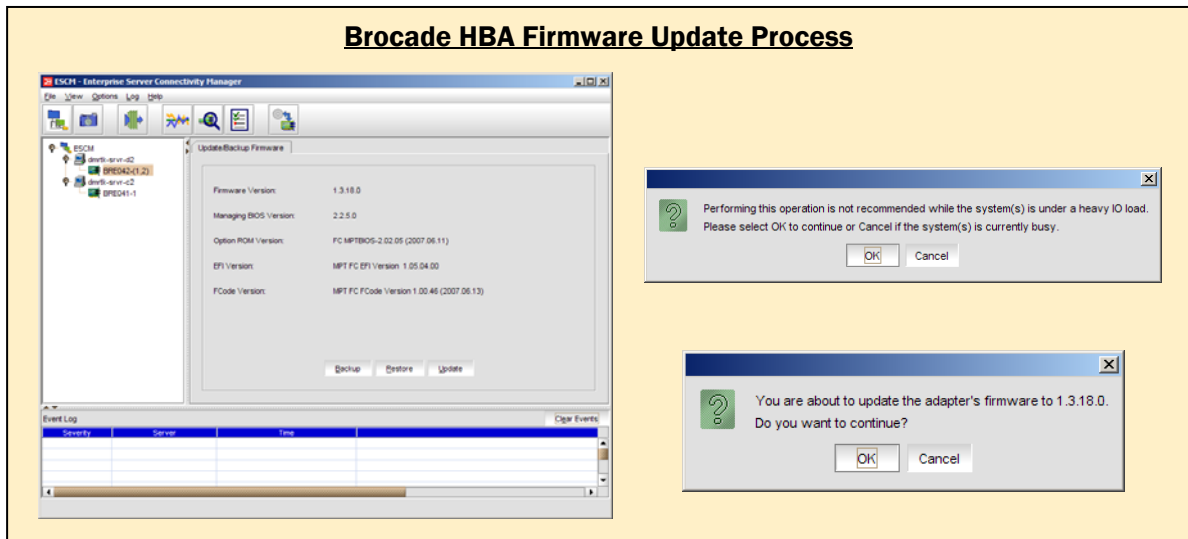 Brocade HBA Firmware Update Process
ESCM - Enterprise Server Connectivity Manager
File View Options Log Help
ESCM
dmrtk-srvr-d2
BRE042-(1,2)
dmrtk-srvr-c2
BRE041-1
Update/Backup Firmware
Firmware Version: 1.3.18.0
Managing BIOS Version: 2.2.5.0
Option ROM Version: FC MPTBIOS-2.02.05 (2007.06.11)
EFI Version: MPT FC EFI Version 1.05.04.00
FCode Version: MPT FC FCode Version 1.00.46 (2007.06.13)
Backup Restore Update
Event Log Clear Events
Severity Server Time
Performing this operation is not recommended while the system(s) is under a heavy IO load.
Please select OK to continue or Cancel if the system(s) is currently busy.
OK Cancel
You are about to update the adapter's firmware to 1.3.18.0.
Do you want to continue?
OK Cancel